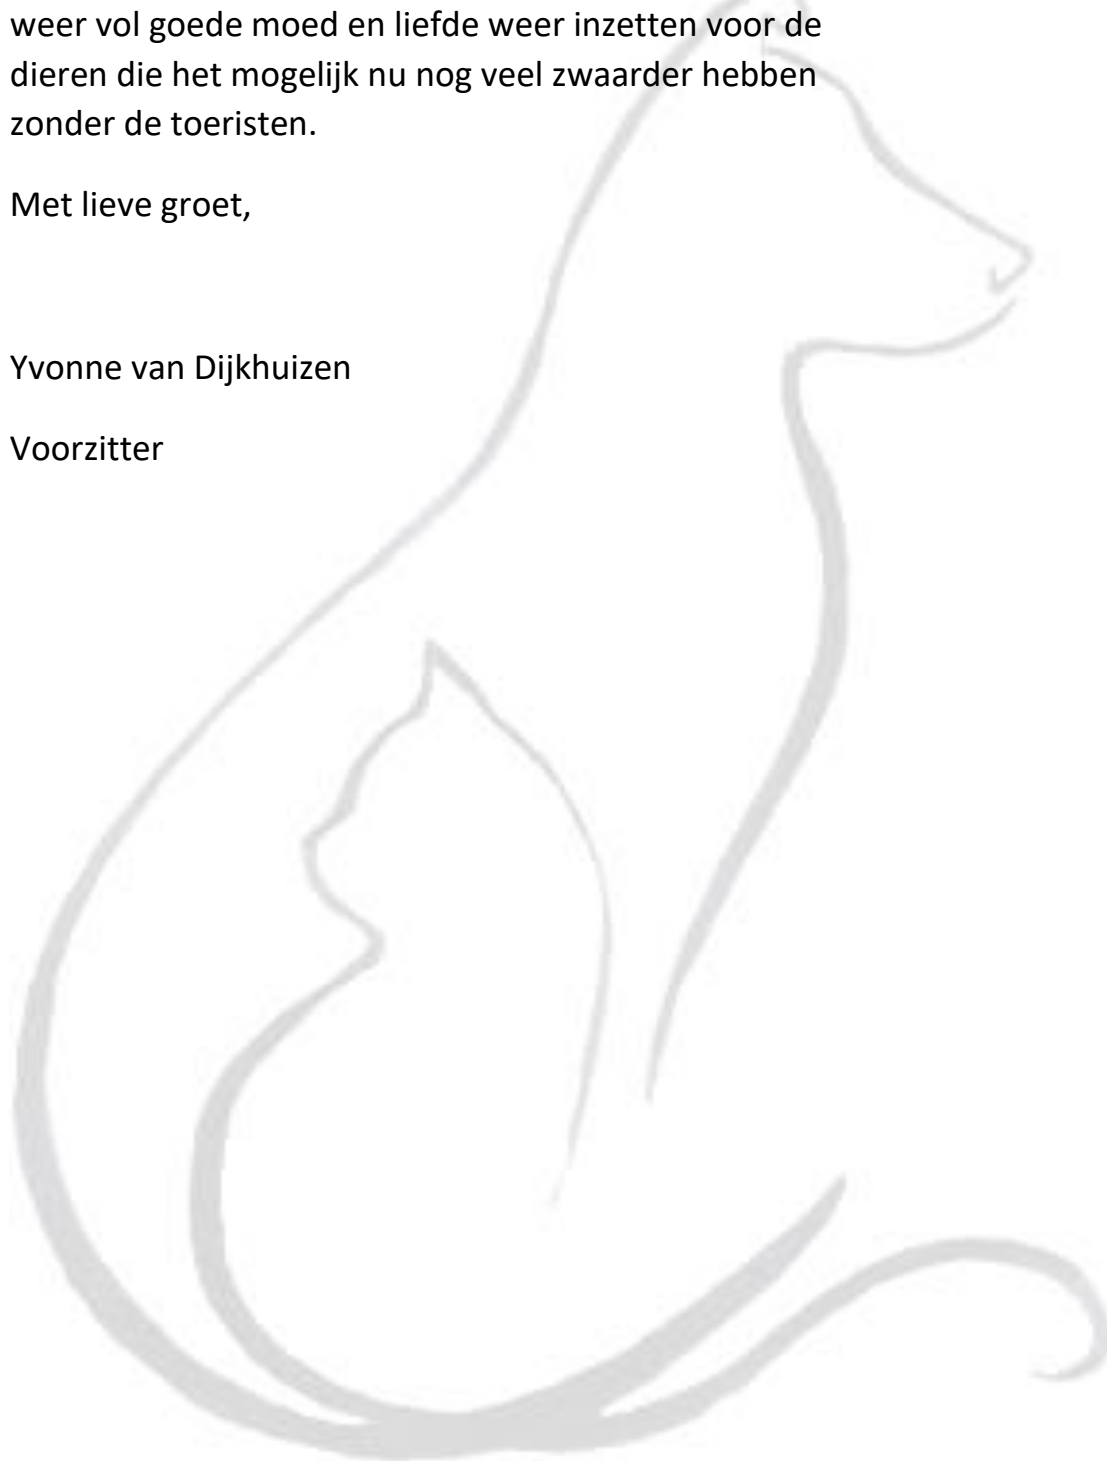 weer vol goede moed en liefde weer inzetten voor de
dieren die het mogelijk nu nog veel zwaarder hebben
zonder de toeristen.
Met lieve groet,
Yvonne van Dijkhuizen
Voorzitter